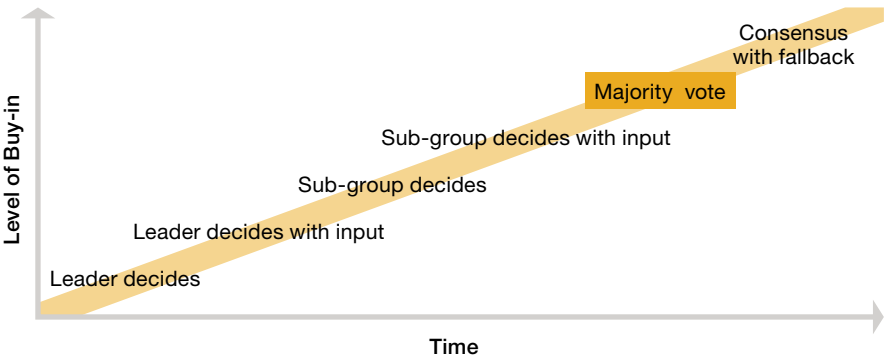 Consensus
with fallback
Majority vote
Sub-group decides with input
Sub-group decides
Leader decides with input
Leader decides
Level of Buy-in
Time